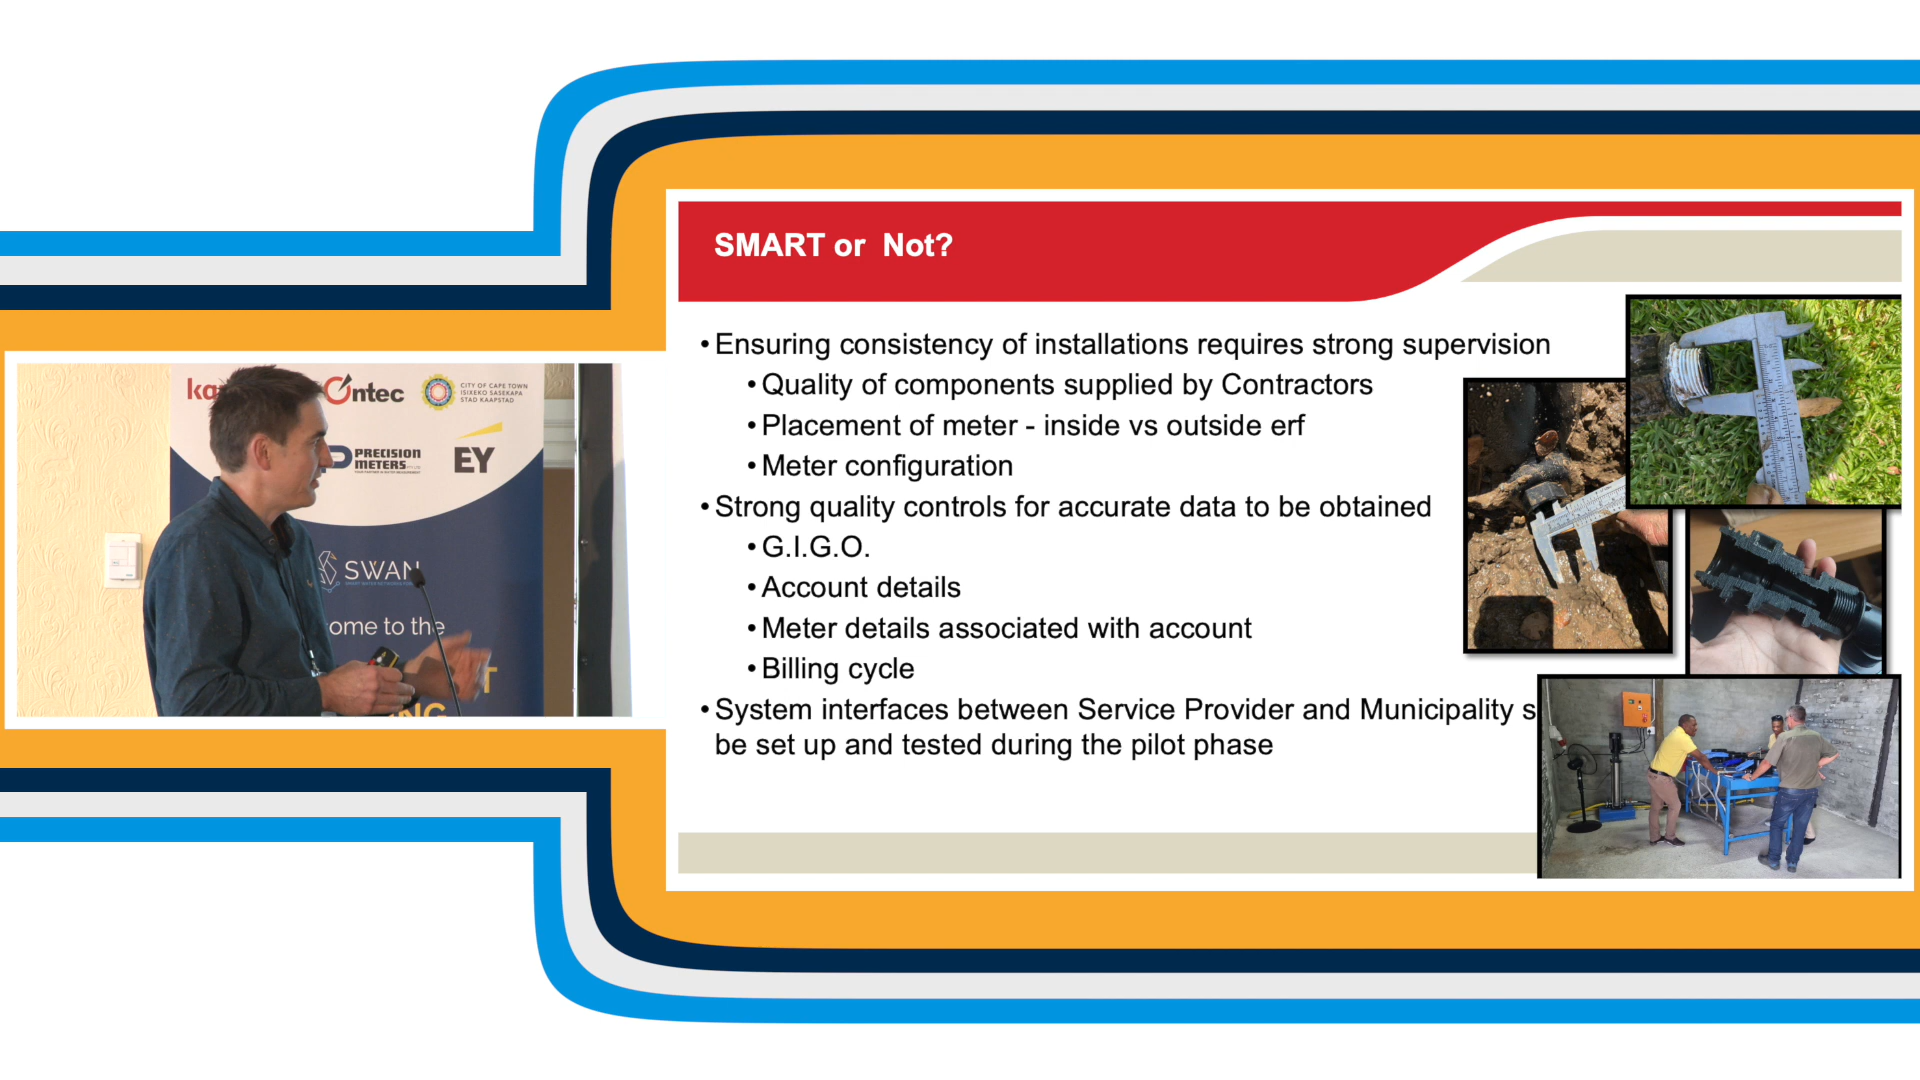 SMART or Not?
• Ensuring consistency of installations requires strong supervision
• Quality of components supplied by Contractors
• Placement of meter - inside vs outside erf
• Meter configuration
• Strong quality controls for accurate data to be obtained
• G.I.G.O.
• Account details
• Meter details associated with account
• Billing cycle
• System interfaces between Service Provider and Municipality s
be set up and tested during the pilot phase
ka
Ontec
CITY OF CAPE TOWN
ISIXEKO SASEKAPA
STAD KAAPSTAD
PRECISION
METERS
EY
SWAN
ome to the
T
NG